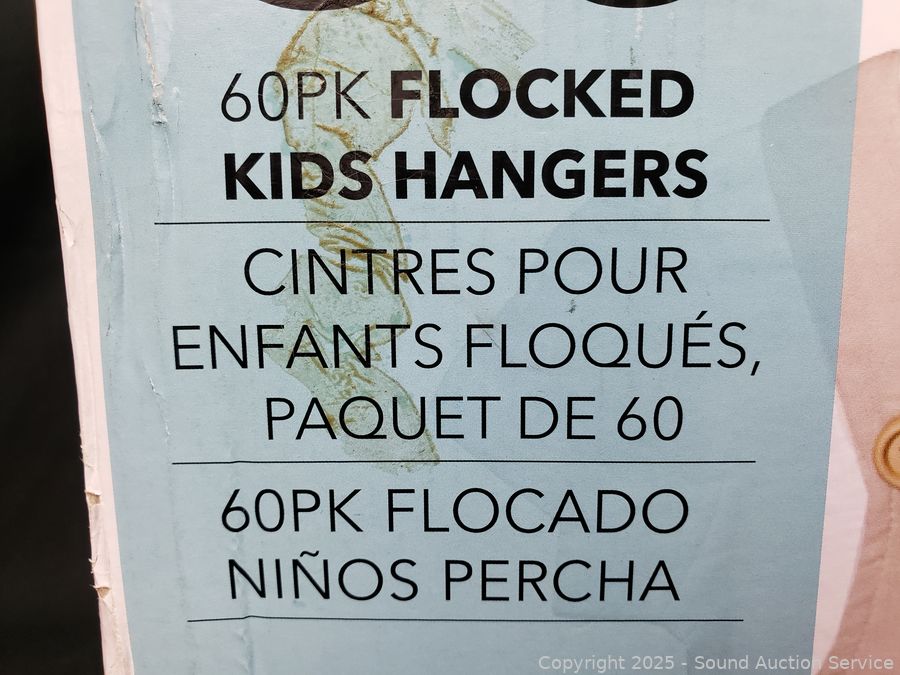 60PK FLOCKED
KIDS HANGERS
CINTRES POUR
ENFANTS FLOQUÉS,
PAQUET DE 60
60PK FLOCADO
NIÑOS PERCHA
Copyright 2025 - Sound Auction Service